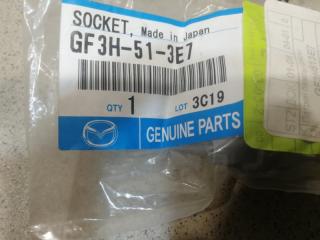 SOCKET, Made in Japan
GF3H-51-3E7
QTY 1 LOT 3C19
GENUINE PARTS